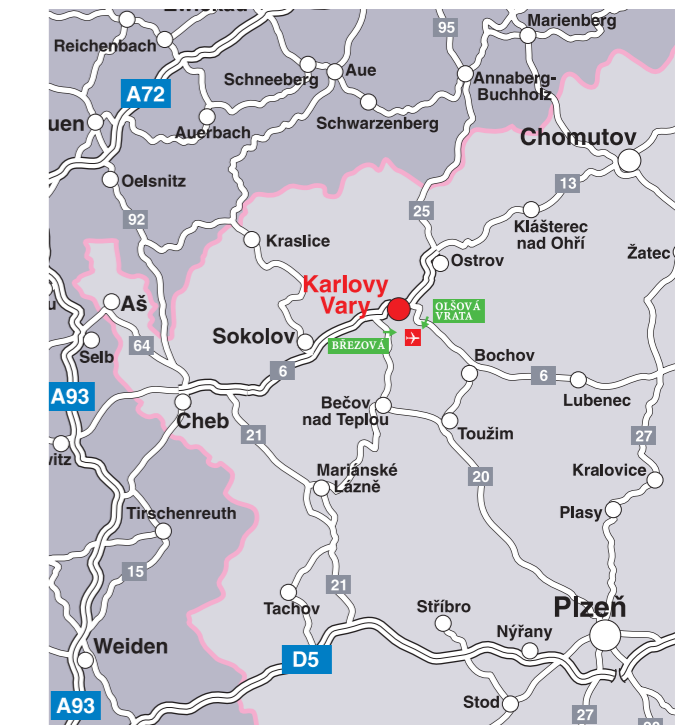 Marienberg
95
Reichenbach
Schneeberg
Aue
Annaberg-
Buchholz
A72
Schwarzenberg
Auerbach
Chomutov
Oelsnitz
13
92
25
Klášterec
nad Ohří
Kraslice
Žatec
Ostrov
Karlovy
Vary
Aš
OLŠOVÁ
VRATA
Sokolov
BŘEZOVÁ
64
Selb
Bochov
6
6
A93
Lubenec
Bečov
nad Teplou
Cheb
21
Toužim
27
Mariánské
Lázně
20
Kralovice
Tirschenreuth
Plasy
15
21
Tachov
Stříbro
Plzeň
Nýřany
Weiden
D5
Stod
A93
27